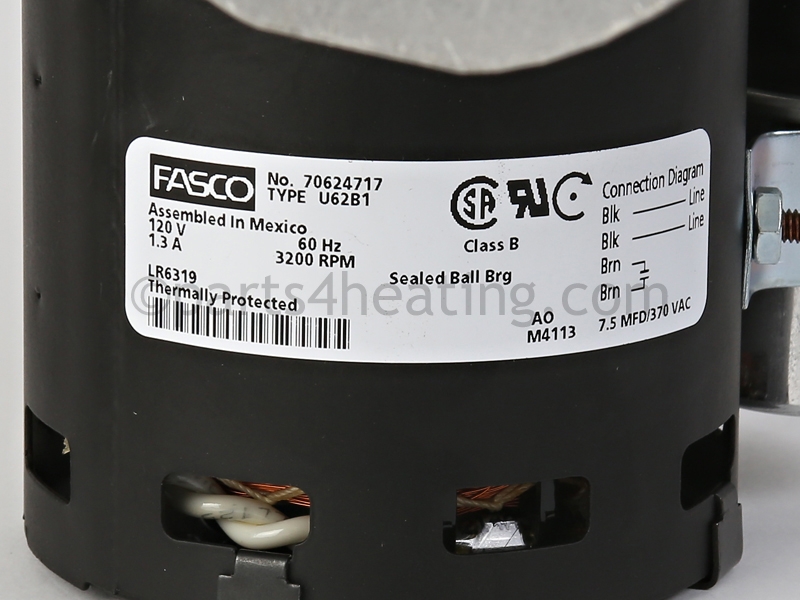 FASCO
No. 70624717
TYPE U62B1
Assembled In Mexico
120 V 60 Hz
1.3 A 3200 RPM
LR6319
Thermally Protected
SA
Class B
Sealed Ball Brg
AO
M4113
Connection Diagram
Blk Line
Blk Line
Brn
Brn
7.5 MFD/370 VAC
©parts4heating.com